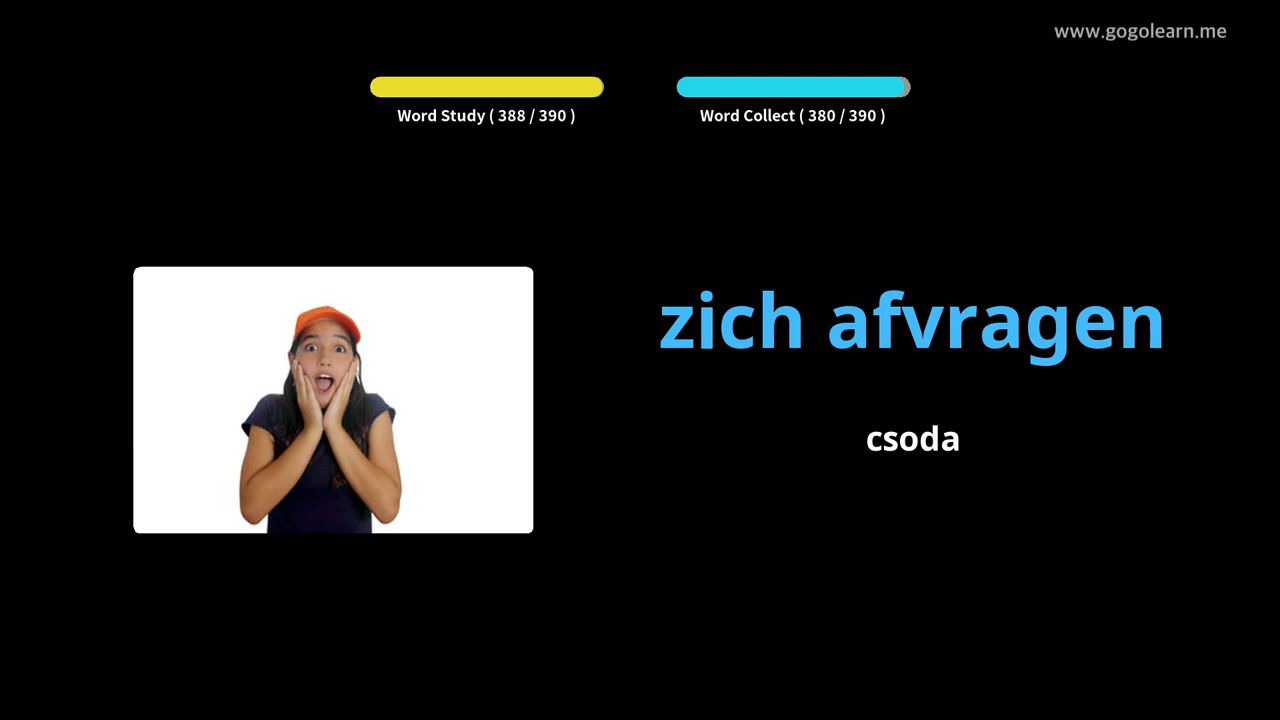 www.gogolearn.me
Word Study ( 388 / 390 )
Word Collect ( 380 / 390 )
zich afvragen
csoda